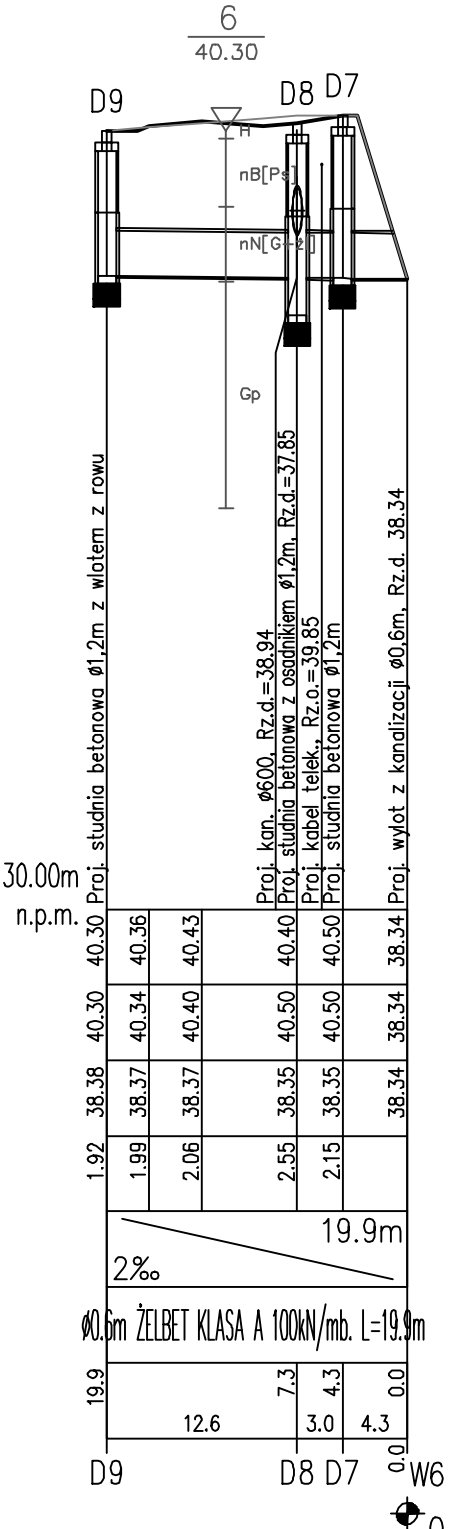 6
40.30
D9
D8
D7
H
nB[Ps]
nN[G+ż]
Gp
Proj. studnia betonowa ø1,2m z wlotem z rowu
Proj. kan. ø600, Rz.d.=38.94
Proj. studnia betonowa z osadnikiem ø1,2m, Rz.d.=37.85
Proj. kabel telek., Rz.o.=39.85
Proj. studnia betonowa ø1,2m
Proj. wylot z kanalizacji ø0,6m, Rz.d. 38.34
30.00m
n.p.m.
40.30 40.36 40.43 40.40 40.50 38.34
40.30 40.34 40.40 40.50 40.50 38.34
38.38 38.37 38.37 38.35 38.35 38.34
1.92 1.99 2.06 2.55 2.15
19.9m
2‰
ø0.6m ŻELBET KLASA A 100kN/mb. L=19.9m
19.9 7.3 4.3 0.0
12.6 3.0 4.3
0.0
D9 D8 D7 W6